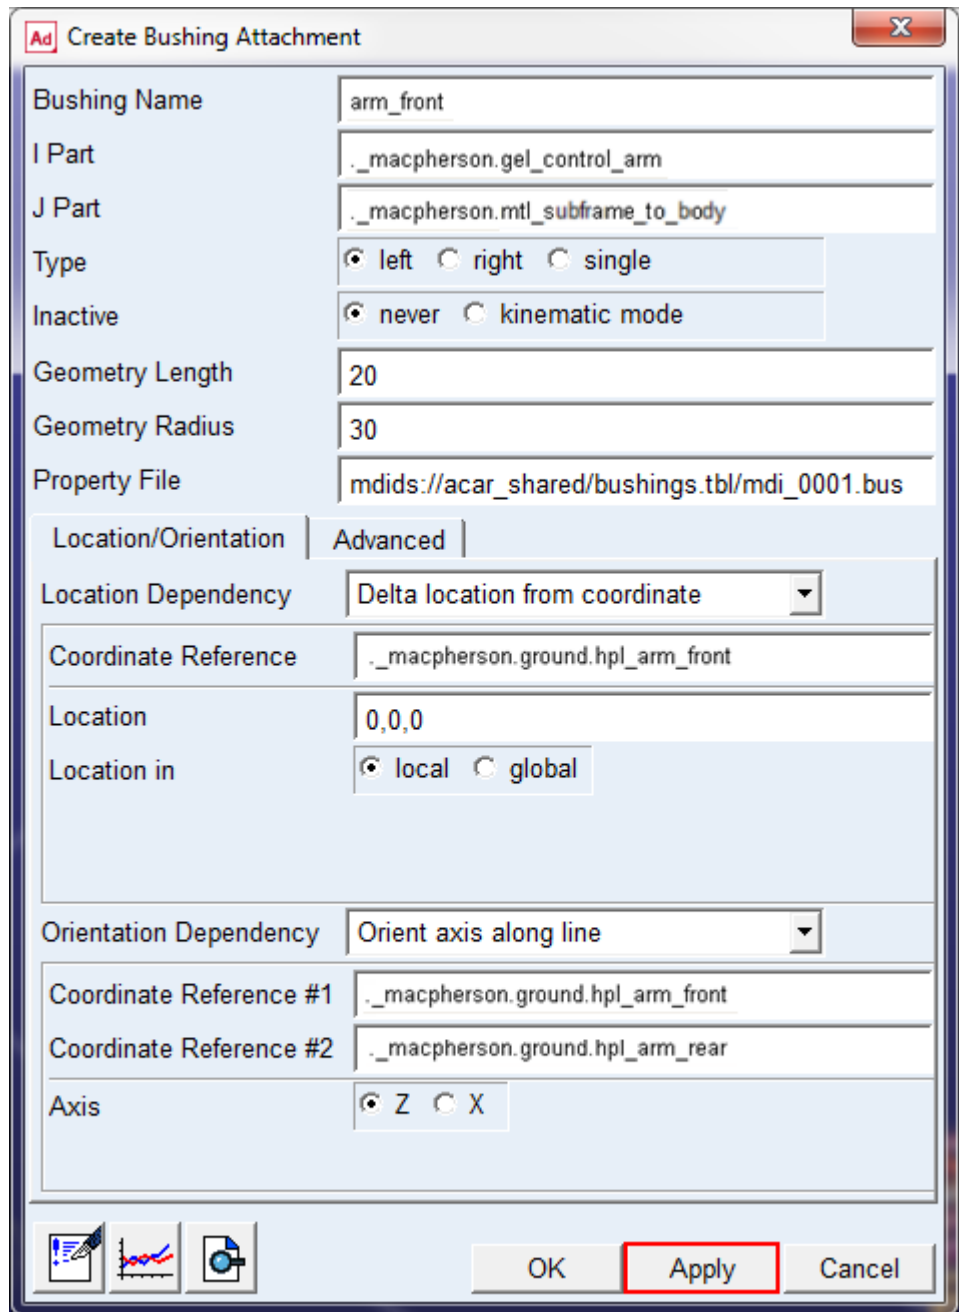 Ad Create Bushing Attachment X
Bushing Name arm_front
I Part ._macpherson.gel_control_arm
J Part ._macpherson.mtl_subframe_to_body
Type left right single
Inactive never kinematic mode
Geometry Length 20
Geometry Radius 30
Property File mdids://acar_shared/bushings.tbl/mdi_0001.bus
Location/Orientation Advanced
Location Dependency Delta location from coordinate
Coordinate Reference ._macpherson.ground.hpl_arm_front
Location 0,0,0
Location in local global
Orientation Dependency Orient axis along line
Coordinate Reference #1 ._macpherson.ground.hpl_arm_front
Coordinate Reference #2 ._macpherson.ground.hpl_arm_rear
Axis Z X
OK Apply Cancel